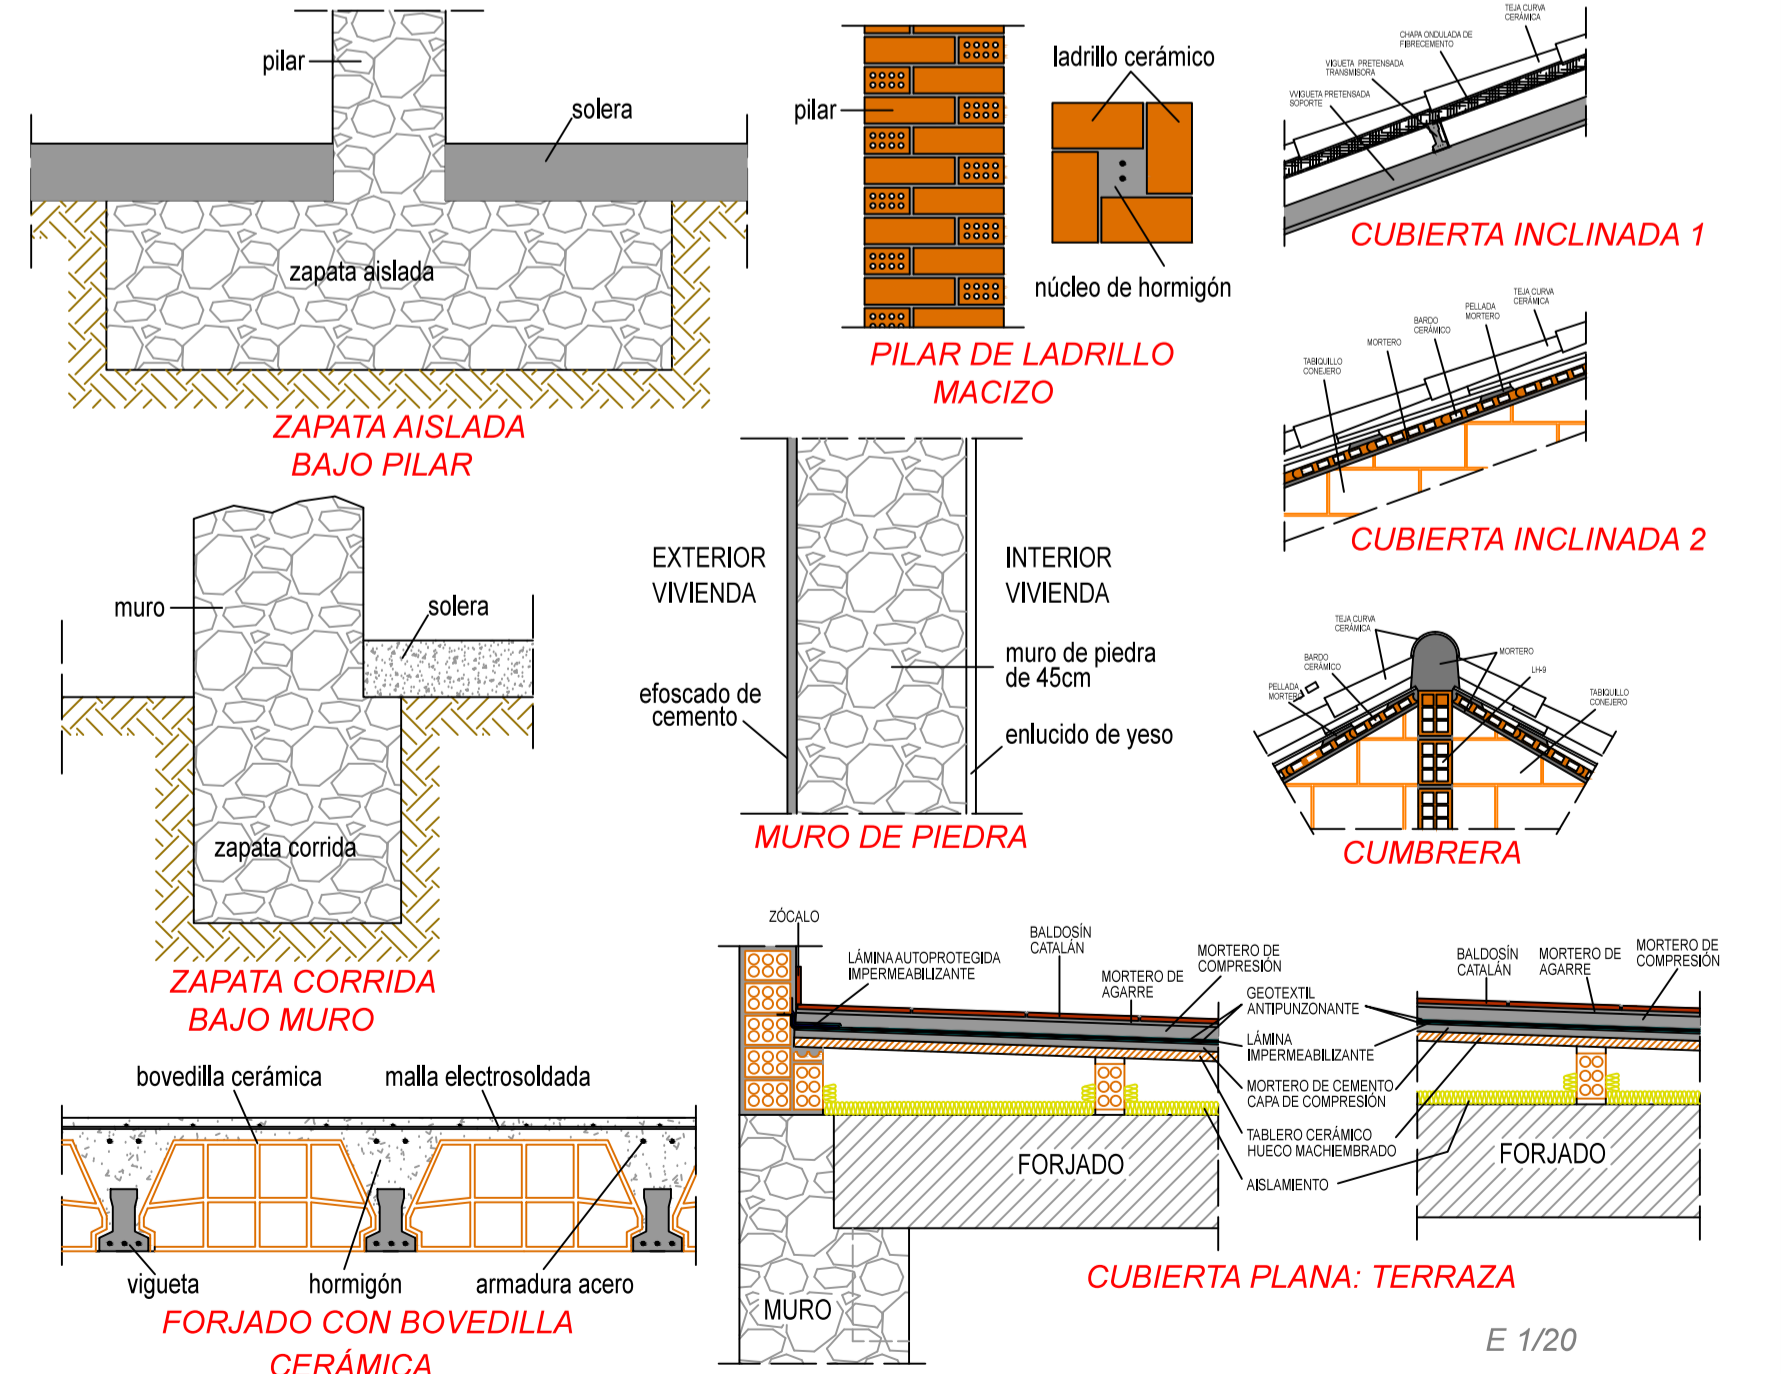 pilar
solera
zapata aislada
ZAPATA AISLADA
BAJO PILAR
pilar
ladrillo cerámico
núcleo de hormigón
PILAR DE LADRILLO
MACIZO
TEJA CURVA
CERÁMICA
CHAPA ONDULADA DE
FIBRECEMENTO
VIGUETA PRETENSADA
TRANSMISORA
VVIGUETA PRETENSADA
SOPORTE
CUBIERTA INCLINADA 1
TEJA CURVA
CERÁMICA
PELLADA
MORTERO
BARDO
CERÁMICO
MORTERO
TABIQUILLO
CONEJERO
CUBIERTA INCLINADA 2
muro
solera
zapata corrida
ZAPATA CORRIDA
BAJO MURO
EXTERIOR
VIVIENDA
INTERIOR
VIVIENDA
muro de piedra
de 45cm
efoscado de
cemento
enlucido de yeso
MURO DE PIEDRA
TEJA CURVA
CERÁMICA
MORTERO
BARDO
CERÁMICO
LH-9
PELLADA
MORTERO
TABIQUILLO
CONEJERO
CUMBRERA
bovedilla cerámica
malla electrosoldada
vigueta
hormigón
armadura acero
FORJADO CON BOVEDILLA
CERÁMICA
ZÓCALO
LÁMINA AUTOPROTEGIDA
IMPERMEABILIZANTE
BALDOSÍN
CATALÁN
MORTERO DE
AGARRE
MORTERO DE
COMPRESIÓN
GEOTEXTIL
ANTIPUNZONANTE
LÁMINA
IMPERMEABILIZANTE
MORTERO DE CEMENTO
CAPA DE COMPRESIÓN
TABLERO CERÁMICO
HUECO MACHIEMBRADO
AISLAMIENTO
BALDOSÍN
CATALÁN
MORTERO DE
AGARRE
MORTERO DE
COMPRESIÓN
FORJADO
FORJADO
MURO
CUBIERTA PLANA: TERRAZA
E 1/20